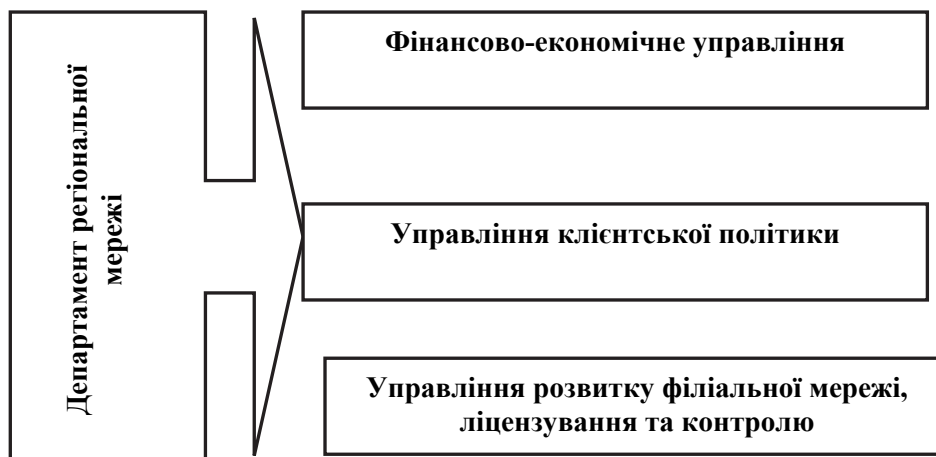 Департамент регіональної
мережі
Фінансово-економічне управління
Управління клієнтської політики
Управління розвитку філіальної мережі,
ліцензування та контролю